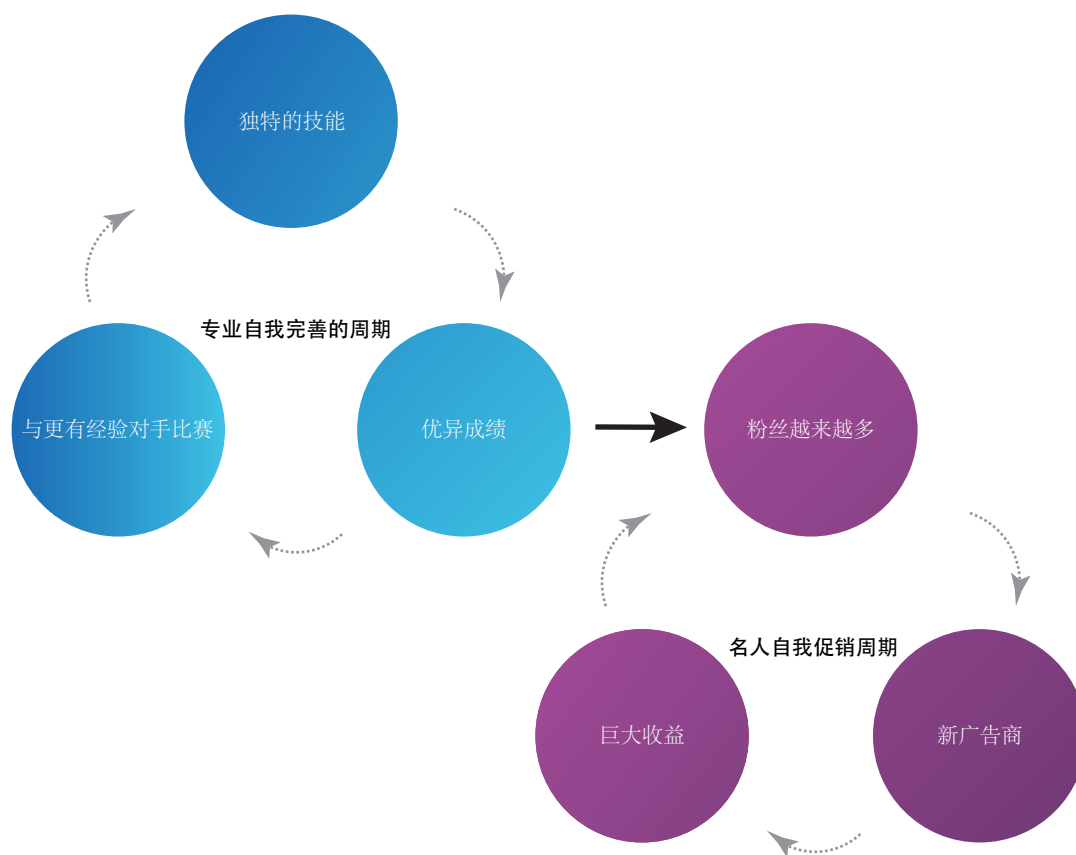 独特的技能
专业自我完善的周期
与更有经验对手比赛
优异成绩
粉丝越来越多
名人自我促销周期
巨大收益
新广告商